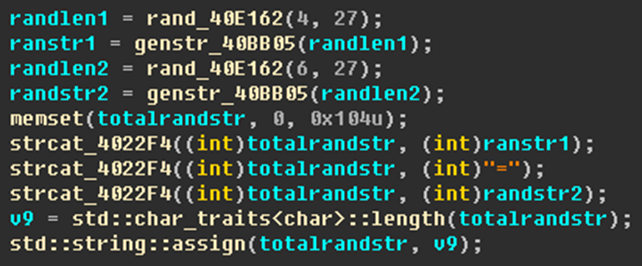 randlen1 = rand_40E162(4, 27);
ranstr1 = genstr_40BB05(randlen1);
randlen2 = rand_40E162(6, 27);
randstr2 = genstr_40BB05(randlen2);
memset(totalrandstr, 0, 0x104u);
strcat_4022F4((int)totalrandstr, (int)ranstr1);
strcat_4022F4((int)totalrandstr, (int)"=");
strcat_4022F4((int)totalrandstr, (int)randstr2);
v9 = std::char_traits<char>::length(totalrandstr);
std::string::assign(totalrandstr, v9);